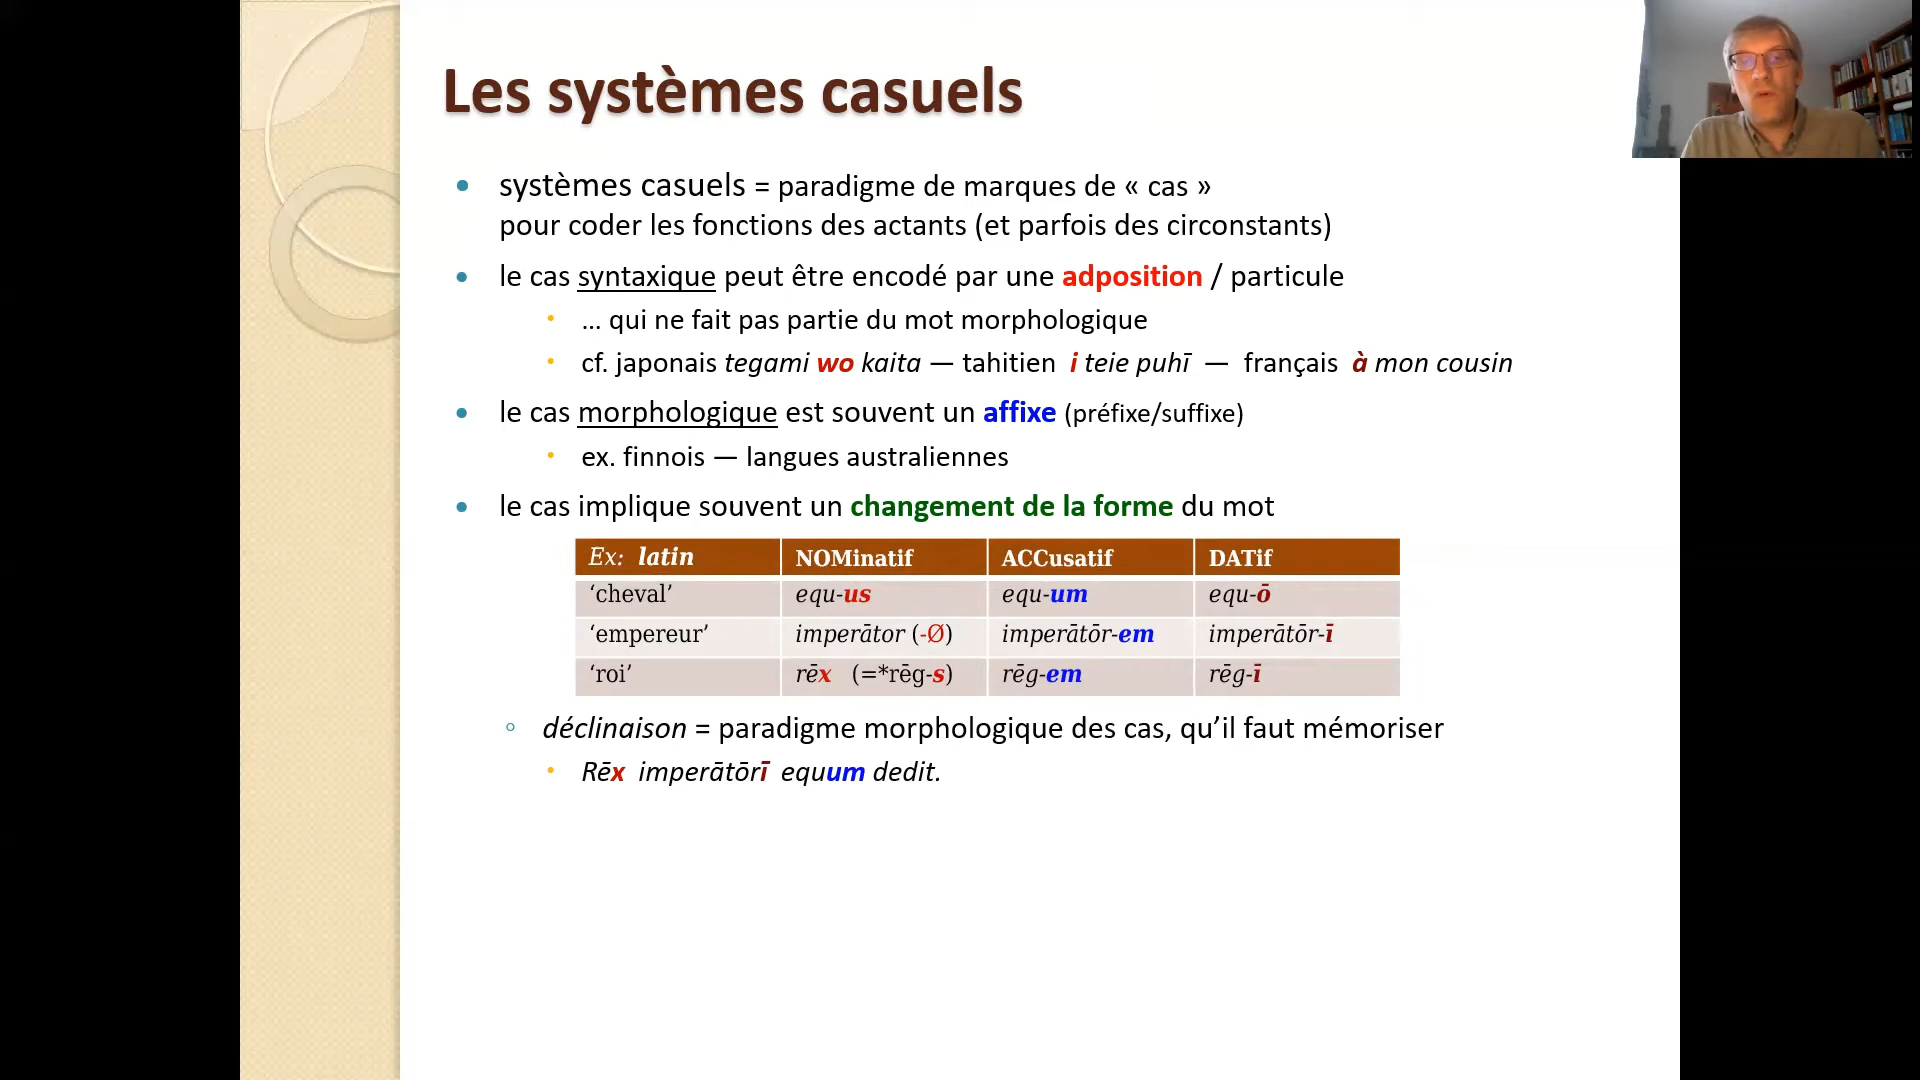 Les systèmes casuels
systèmes casuels = paradigme de marques de « cas »
pour coder les fonctions des actants (et parfois des circonstants)
le cas syntaxique peut être encodé par une adposition / particule
… qui ne fait pas partie du mot morphologique
cf. japonais tegami wo kaita — tahitien i teie puhī — français à mon cousin
le cas morphologique est souvent un affixe (préfixe/suffixe)
ex. finnois — langues australiennes
le cas implique souvent un changement de la forme du mot
Ex: latin NOMinatif ACCusatif DATif
‘cheval’ equ-us equ-um equ-ō
‘empereur’ imperātor (-Ø) imperātōr-em imperātōr-ī
‘roi’ rēx (=*rēg-s) rēg-em rēg-ī
déclinaison = paradigme morphologique des cas, qu’il faut mémoriser
Rēx imperātōrī equum dedit.